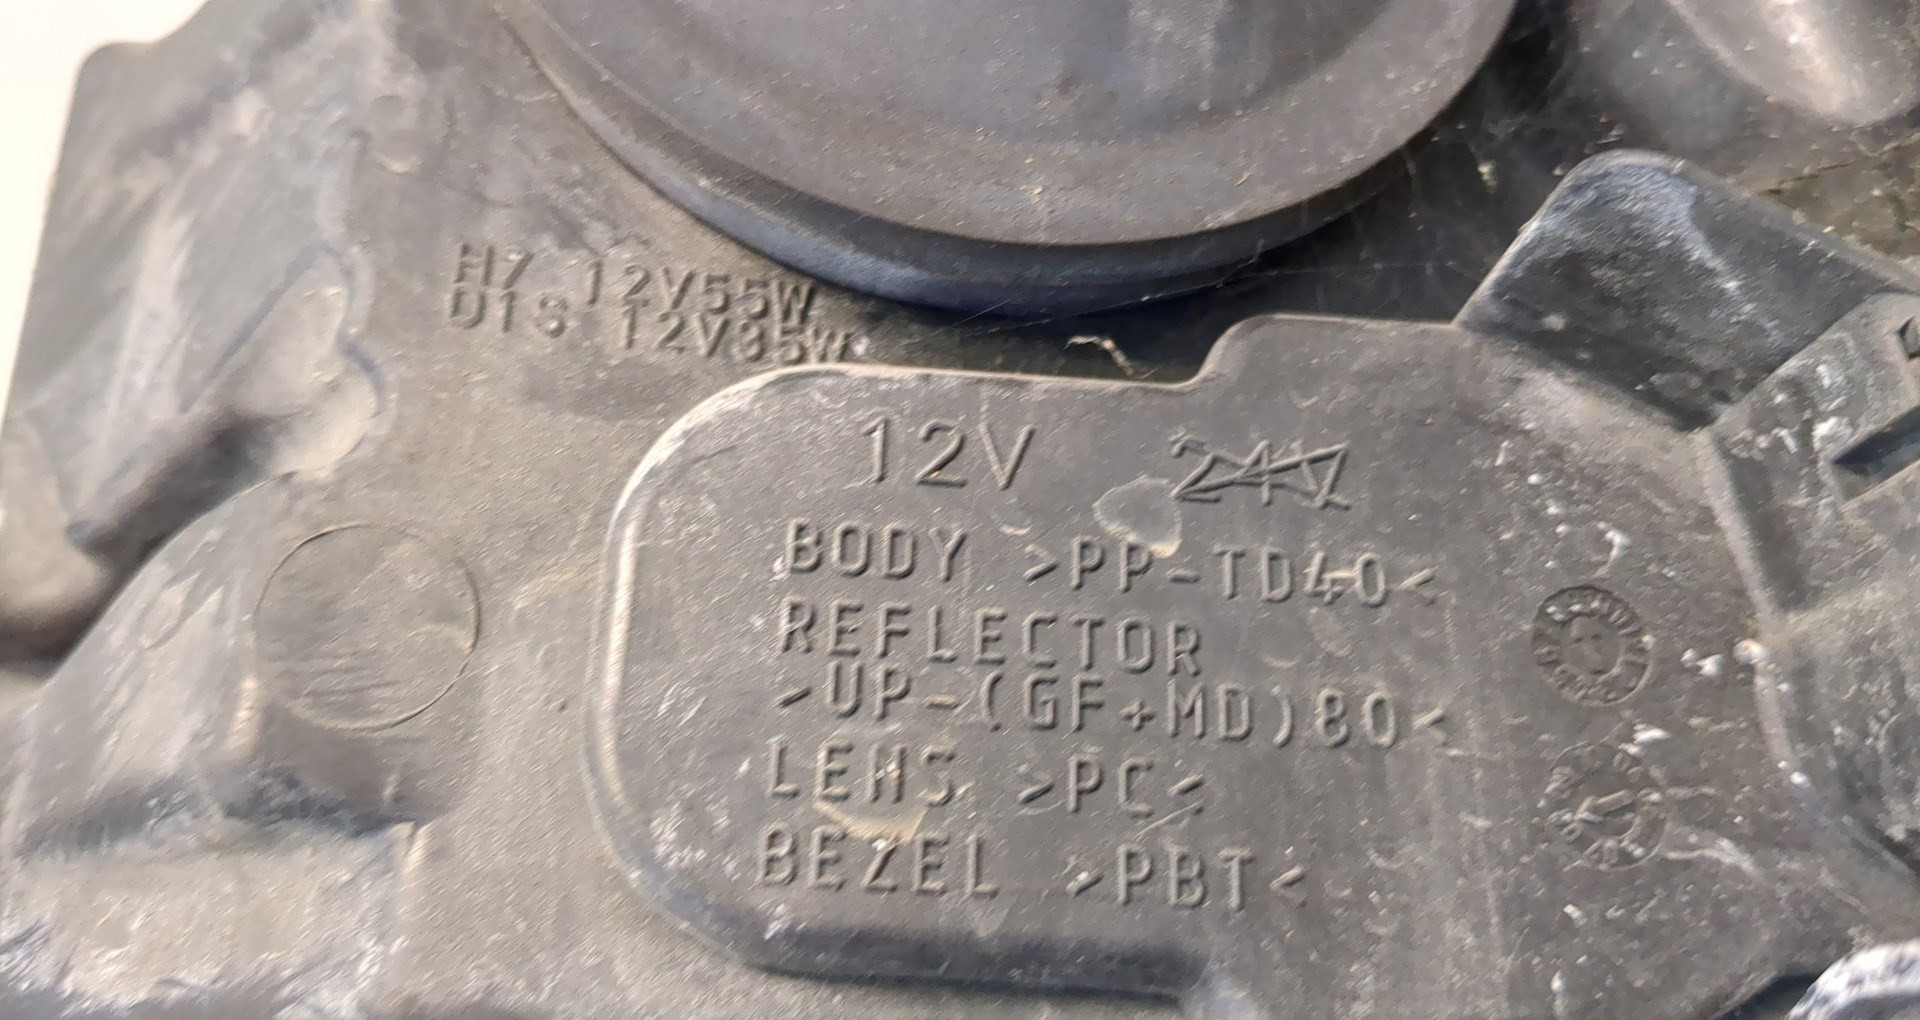 H7 12V55W
D1S 12V35W
12V
BODY >PP-TD40<
REFLECTOR
>UP-(GF+MD)80<
LENS >PC<
BEZEL >PBT<